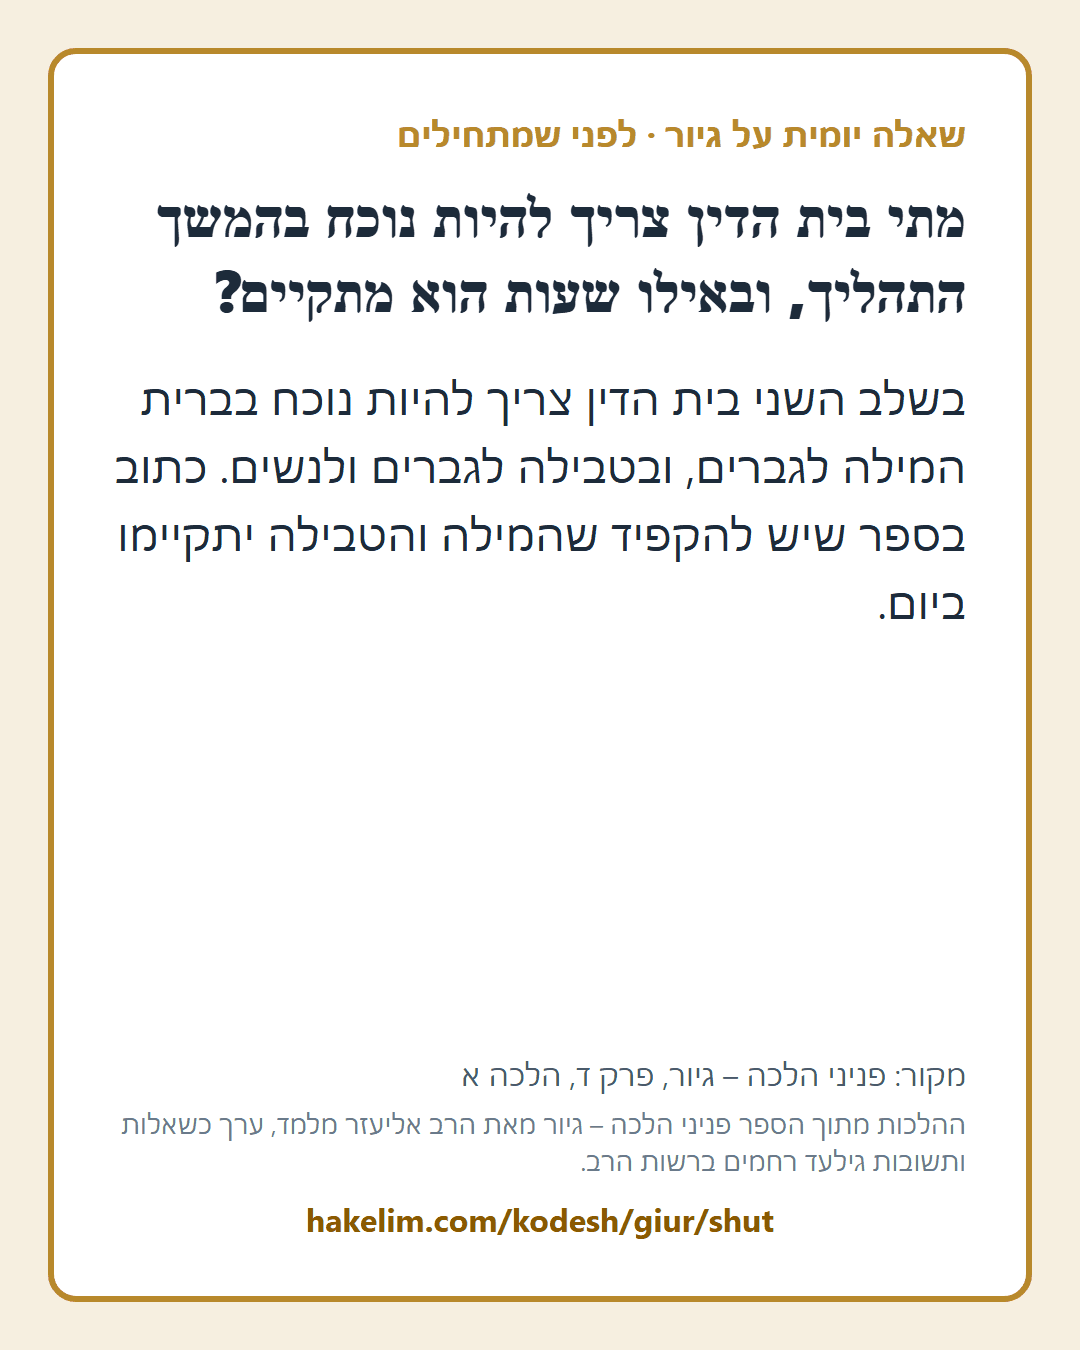 שאלה יומית על גיור · לפני שמתחילים
מתי בית הדין צריך להיות נוכח בהמשך
התהליך, ובאילו שעות הוא מתקיים?
בשלב השני בית הדין צריך להיות נוכח בברית
המילה לגברים, ובטבילה לגברים ולנשים. כתוב
בספר שיש להקפיד שהמילה והטבילה יתקיימו
ביום.
מקור: פניני הלכה – גיור, פרק ד, הלכה א
ההלכות מתוך הספר פניני הלכה – גיור מאת הרב אליעזר מלמד, ערך כשאלות
ותשובות גילעד רחמים ברשות הרב.
hakelim.com/kodesh/giur/shut